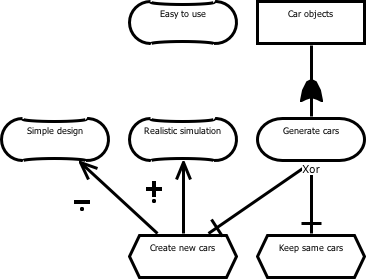 Easy to use
Car objects
Simple design
Realistic simulation
Generate cars
Xor
Create new cars
Keep same cars